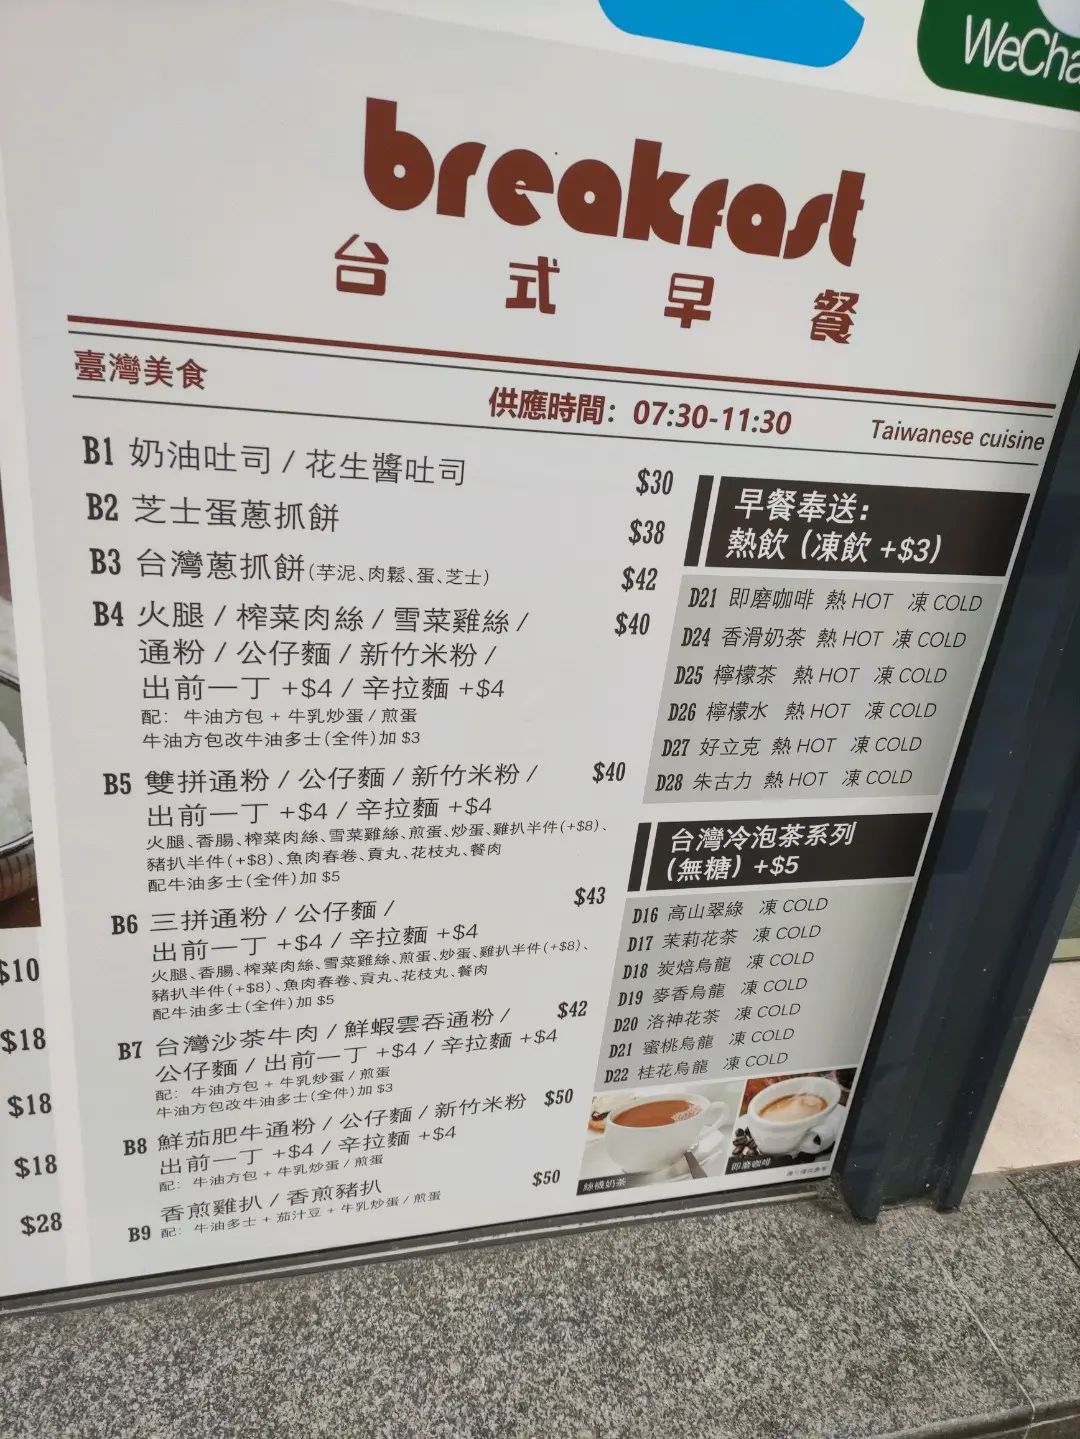 WeCha
breakfast
台式早餐
臺灣美食
供應時間：07:30-11:30
Taiwanese cuisine
B1 奶油吐司 / 花生醬吐司 $30
B2 芝士蛋蔥抓餅 $38
B3 台灣蔥抓餅(芋泥、肉鬆、蛋、芝士) $42
B4 火腿 / 榨菜肉絲 / 雪菜雞絲 / $40
通粉 / 公仔麵 / 新竹米粉 /
出前一丁 +$4 / 辛拉麵 +$4
配：牛油方包 + 牛乳炒蛋 / 煎蛋
牛油方包改牛油多士(全件)加 $3
B5 雙拼通粉 / 公仔麵 / 新竹米粉 / $40
出前一丁 +$4 / 辛拉麵 +$4
火腿、香腸、榨菜肉絲、雪菜雞絲、煎蛋、炒蛋、雞扒半件(+$8)、
豬扒半件(+$8)、魚肉春卷、貢丸、花枝丸、餐肉
配牛油多士(全件)加 $5
B6 三拼通粉 / 公仔麵 / $43
出前一丁 +$4 / 辛拉麵 +$4
火腿、香腸、榨菜肉絲、雪菜雞絲、煎蛋、炒蛋、雞扒半件(+$8)、
豬扒半件(+$8)、魚肉春卷、貢丸、花枝丸、餐肉
配牛油多士(全件)加 $5
B7 台灣沙茶牛肉 / 鮮蝦雲吞通粉 / $42
公仔麵 / 出前一丁 +$4 / 辛拉麵 +$4
配：牛油方包 + 牛乳炒蛋 / 煎蛋
牛油方包改牛油多士(全件)加 $3
B8 鮮茄肥牛通粉 / 公仔麵 / 新竹米粉 $50
出前一丁 +$4 / 辛拉麵 +$4
配：牛油方包 + 牛乳炒蛋 / 煎蛋
B9 香煎雞扒 / 香煎豬扒 $50
配：牛油多士 + 茄汁豆 + 牛乳炒蛋 / 煎蛋
早餐奉送：
熱飲（凍飲 +$3）
D21 即磨咖啡 熱 HOT 凍 COLD
D24 香滑奶茶 熱 HOT 凍 COLD
D25 檸檬茶 熱 HOT 凍 COLD
D26 檸檬水 熱 HOT 凍 COLD
D27 好立克 熱 HOT 凍 COLD
D28 朱古力 熱 HOT 凍 COLD
台灣冷泡茶系列
（無糖）+$5
D16 高山翠綠 凍 COLD
D17 茉莉花茶 凍 COLD
D18 炭焙烏龍 凍 COLD
D19 麥香烏龍 凍 COLD
D20 洛神花茶 凍 COLD
D21 蜜桃烏龍 凍 COLD
D22 桂花烏龍 凍 COLD
絲襪奶茶
即磨咖啡
$10
$18
$18
$18
$28